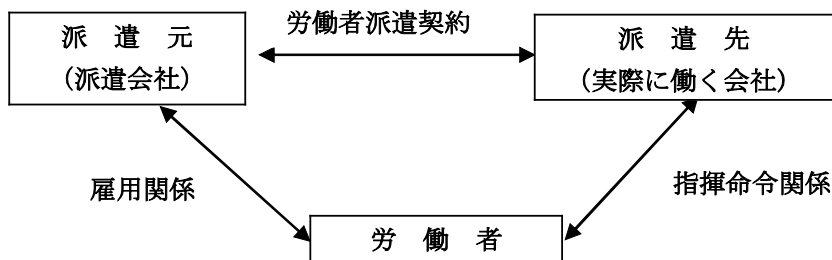 労働者派遣契約
派　遣　元
(派遣会社)
派　遣　先
(実際に働く会社)
雇用関係
指揮命令関係
労　働　者